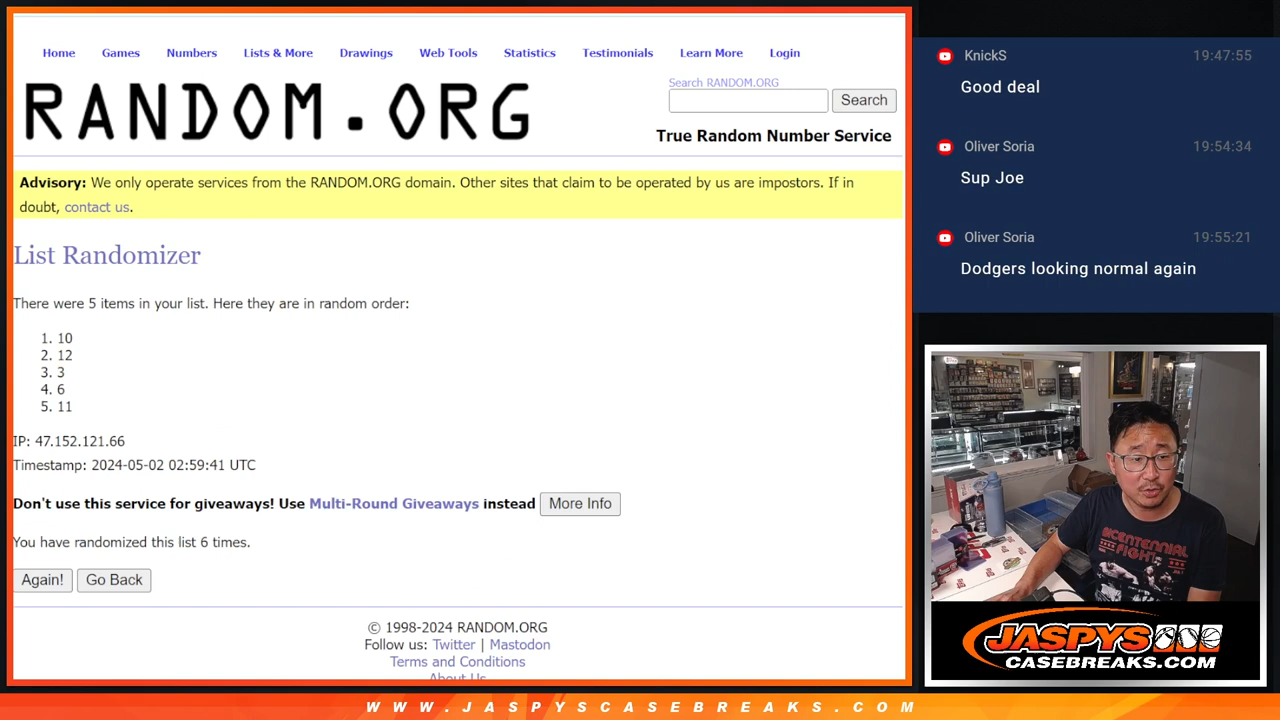 Home Games Numbers Lists & More Drawings Web Tools Statistics Testimonials Learn More Login
RANDOM.ORG
Search RANDOM.ORG
Search
True Random Number Service
Advisory: We only operate services from the RANDOM.ORG domain. Other sites that claim to be operated by us are impostors. If in
doubt, contact us.
List Randomizer
There were 5 items in your list. Here they are in random order:
1. 10
2. 12
3. 3
4. 6
5. 11
IP: 47.152.121.66
Timestamp: 2024-05-02 02:59:41 UTC
Don't use this service for giveaways! Use Multi-Round Giveaways instead More Info
You have randomized this list 6 times.
Again! Go Back
© 1998-2024 RANDOM.ORG
Follow us: Twitter | Mastodon
Terms and Conditions
About Us
KnickS 19:47:55
Good deal
Oliver Soria 19:54:34
Sup Joe
Oliver Soria 19:55:21
Dodgers looking normal again
BICENTENNIAL
FIGHT
JASPYS
CASEBREAKS.COM
WWW.JASPYSCASEBREAKS.COM